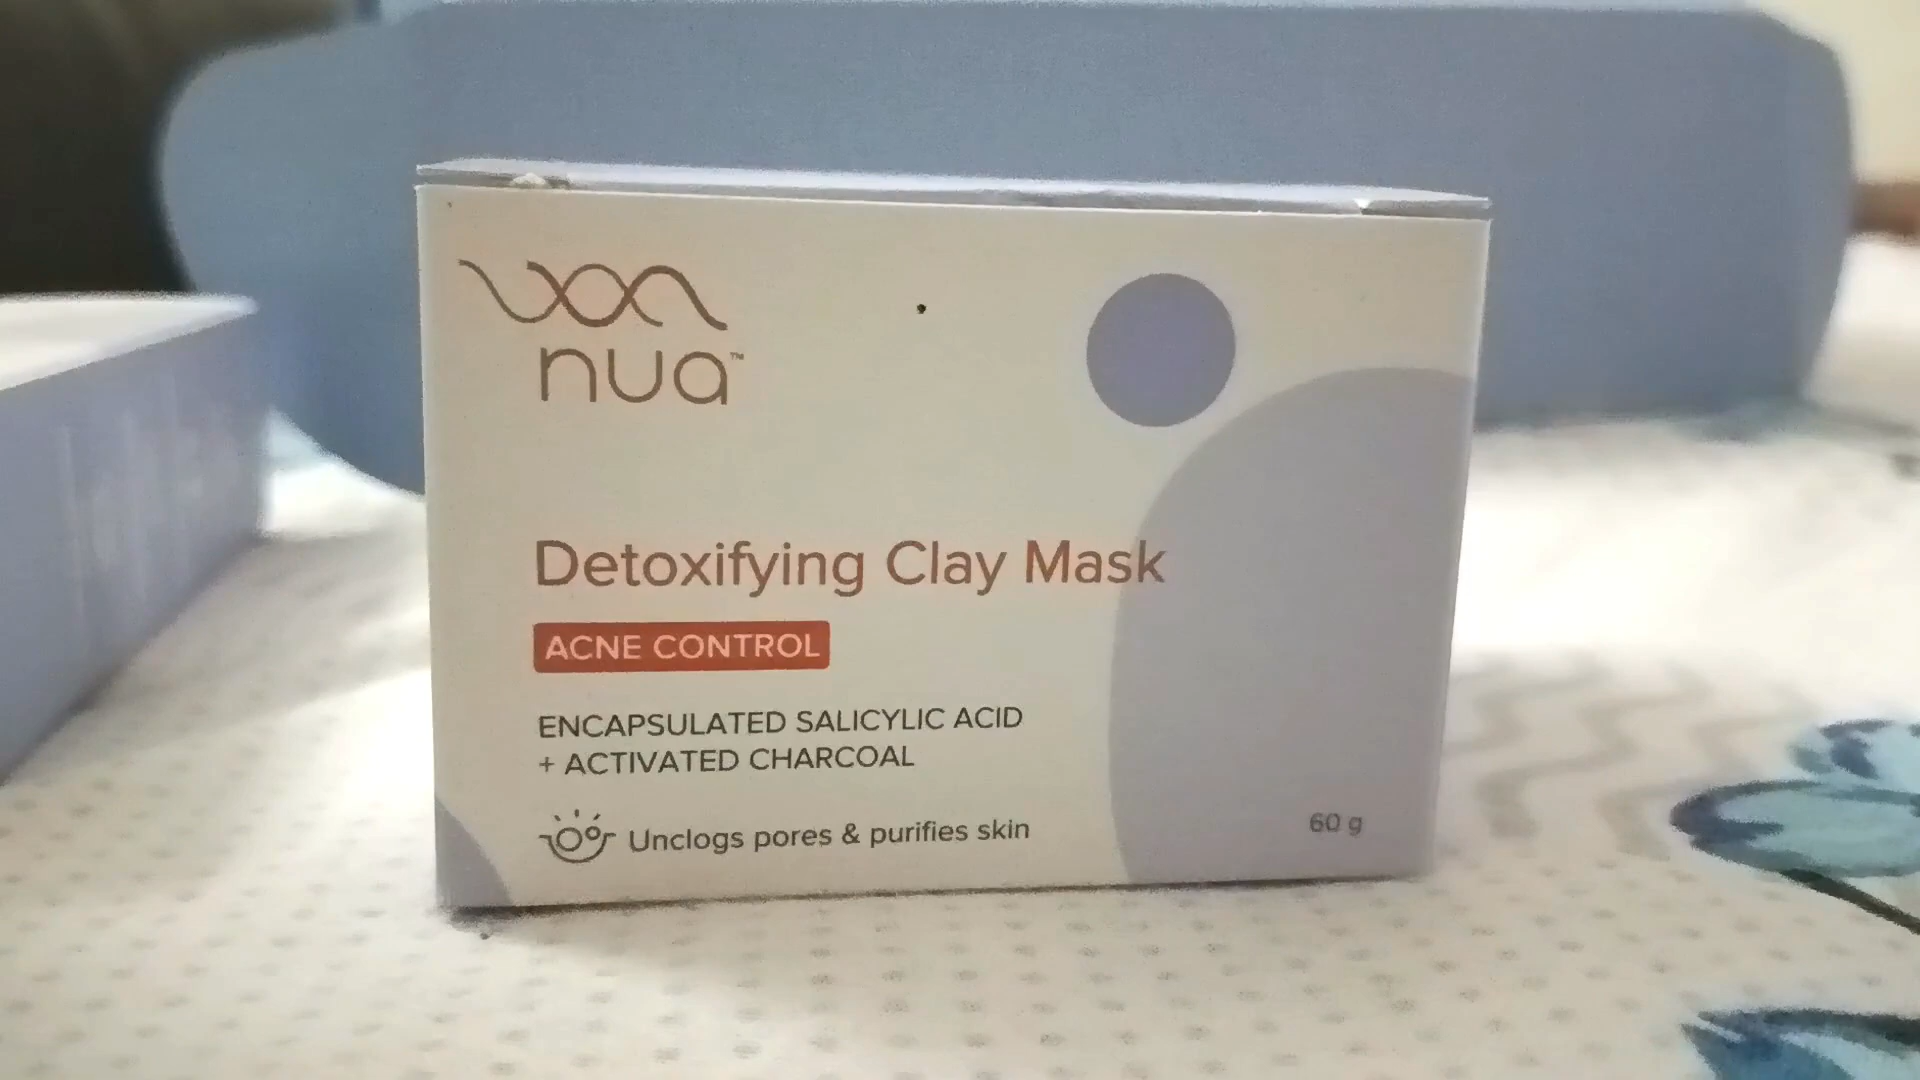 nua™
Detoxifying Clay Mask
ACNE CONTROL
ENCAPSULATED SALICYLIC ACID
+ ACTIVATED CHARCOAL
Unclogs pores & purifies skin
60 g